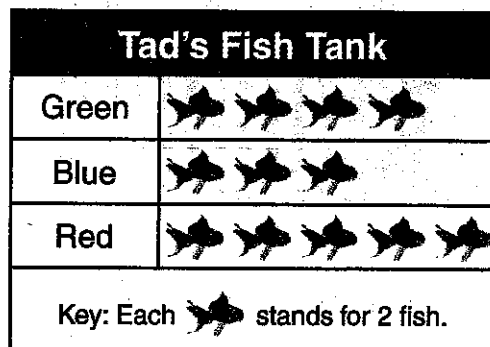 Tad's Fish Tank
Green
Blue
Red
Key: Each stands for 2 fish.